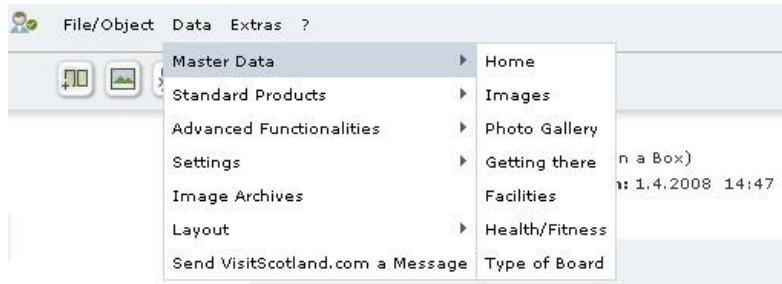 File/Object Data Extras ?
Master Data
Standard Products
Advanced Functionalities
Settings
Image Archives
Layout
Send VisitScotland.com a Message
Home
Images
Photo Gallery
Getting there
Facilities
Health/Fitness
Type of Board
n a Box)
1.4.2008 14:47